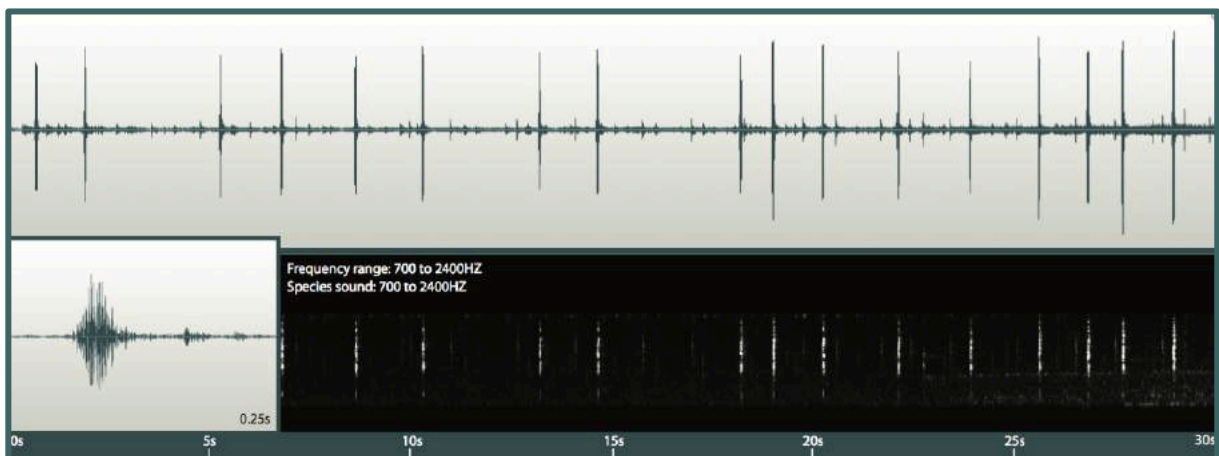 Frequency range: 700 to 2400HZ
Species sound: 700 to 2400HZ
0.25s
0s 5s 10s 15s 20s 25s 30s